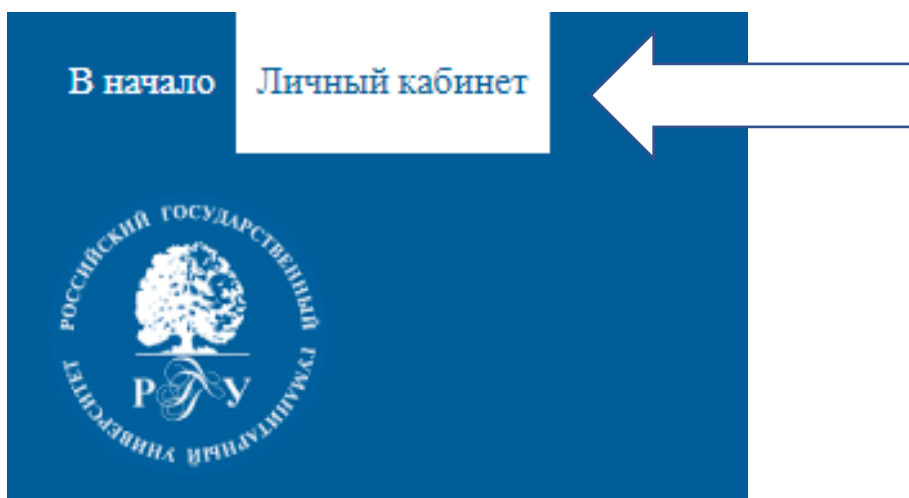 В начало Личный кабинет
РОССИЙСКИЙ ГОСУДАРСТВЕННЫЙ ГУМАНИТАРНЫЙ УНИВЕРСИТЕТ
РГГУ